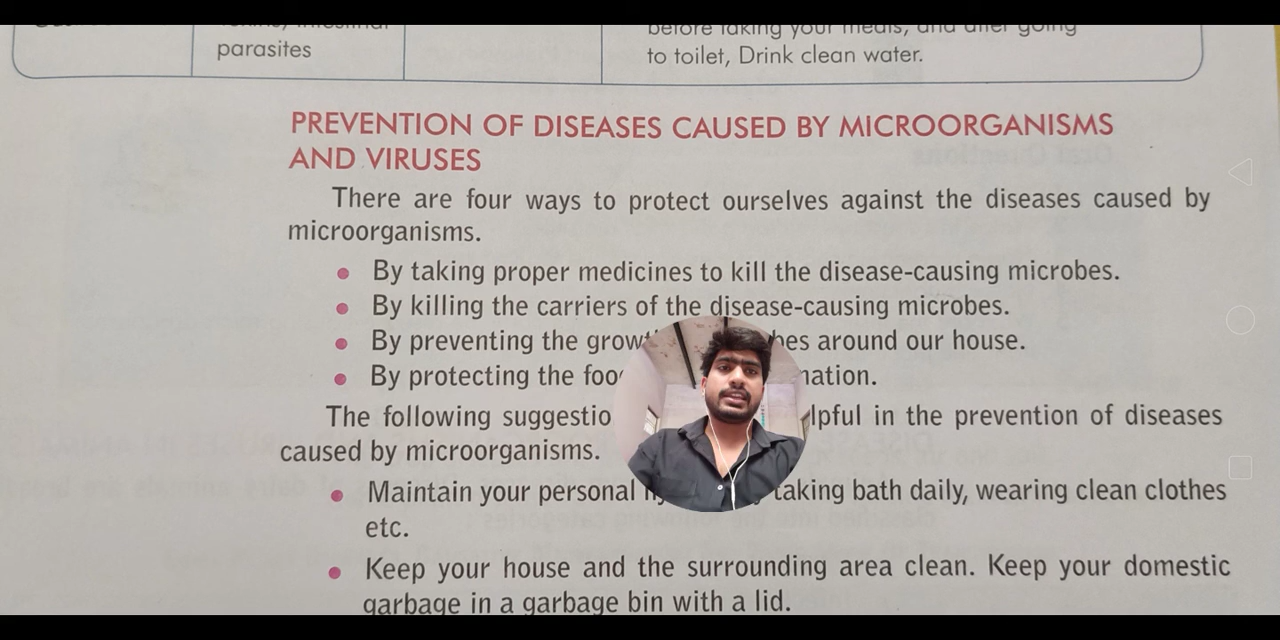 parasites
before taking your meals, and after going
to toilet, Drink clean water.
PREVENTION OF DISEASES CAUSED BY MICROORGANISMS
AND VIRUSES
There are four ways to protect ourselves against the diseases caused by
microorganisms.
By taking proper medicines to kill the disease-causing microbes.
By killing the carriers of the disease-causing microbes.
By preventing the around our house.
By protecting the
The following in the prevention of diseases
caused by microorganisms.
Maintain your personal taking bath daily, wearing clean clothes
etc.
Keep your house and the surrounding area clean. Keep your domestic
garbage in a garbage bin with a lid.